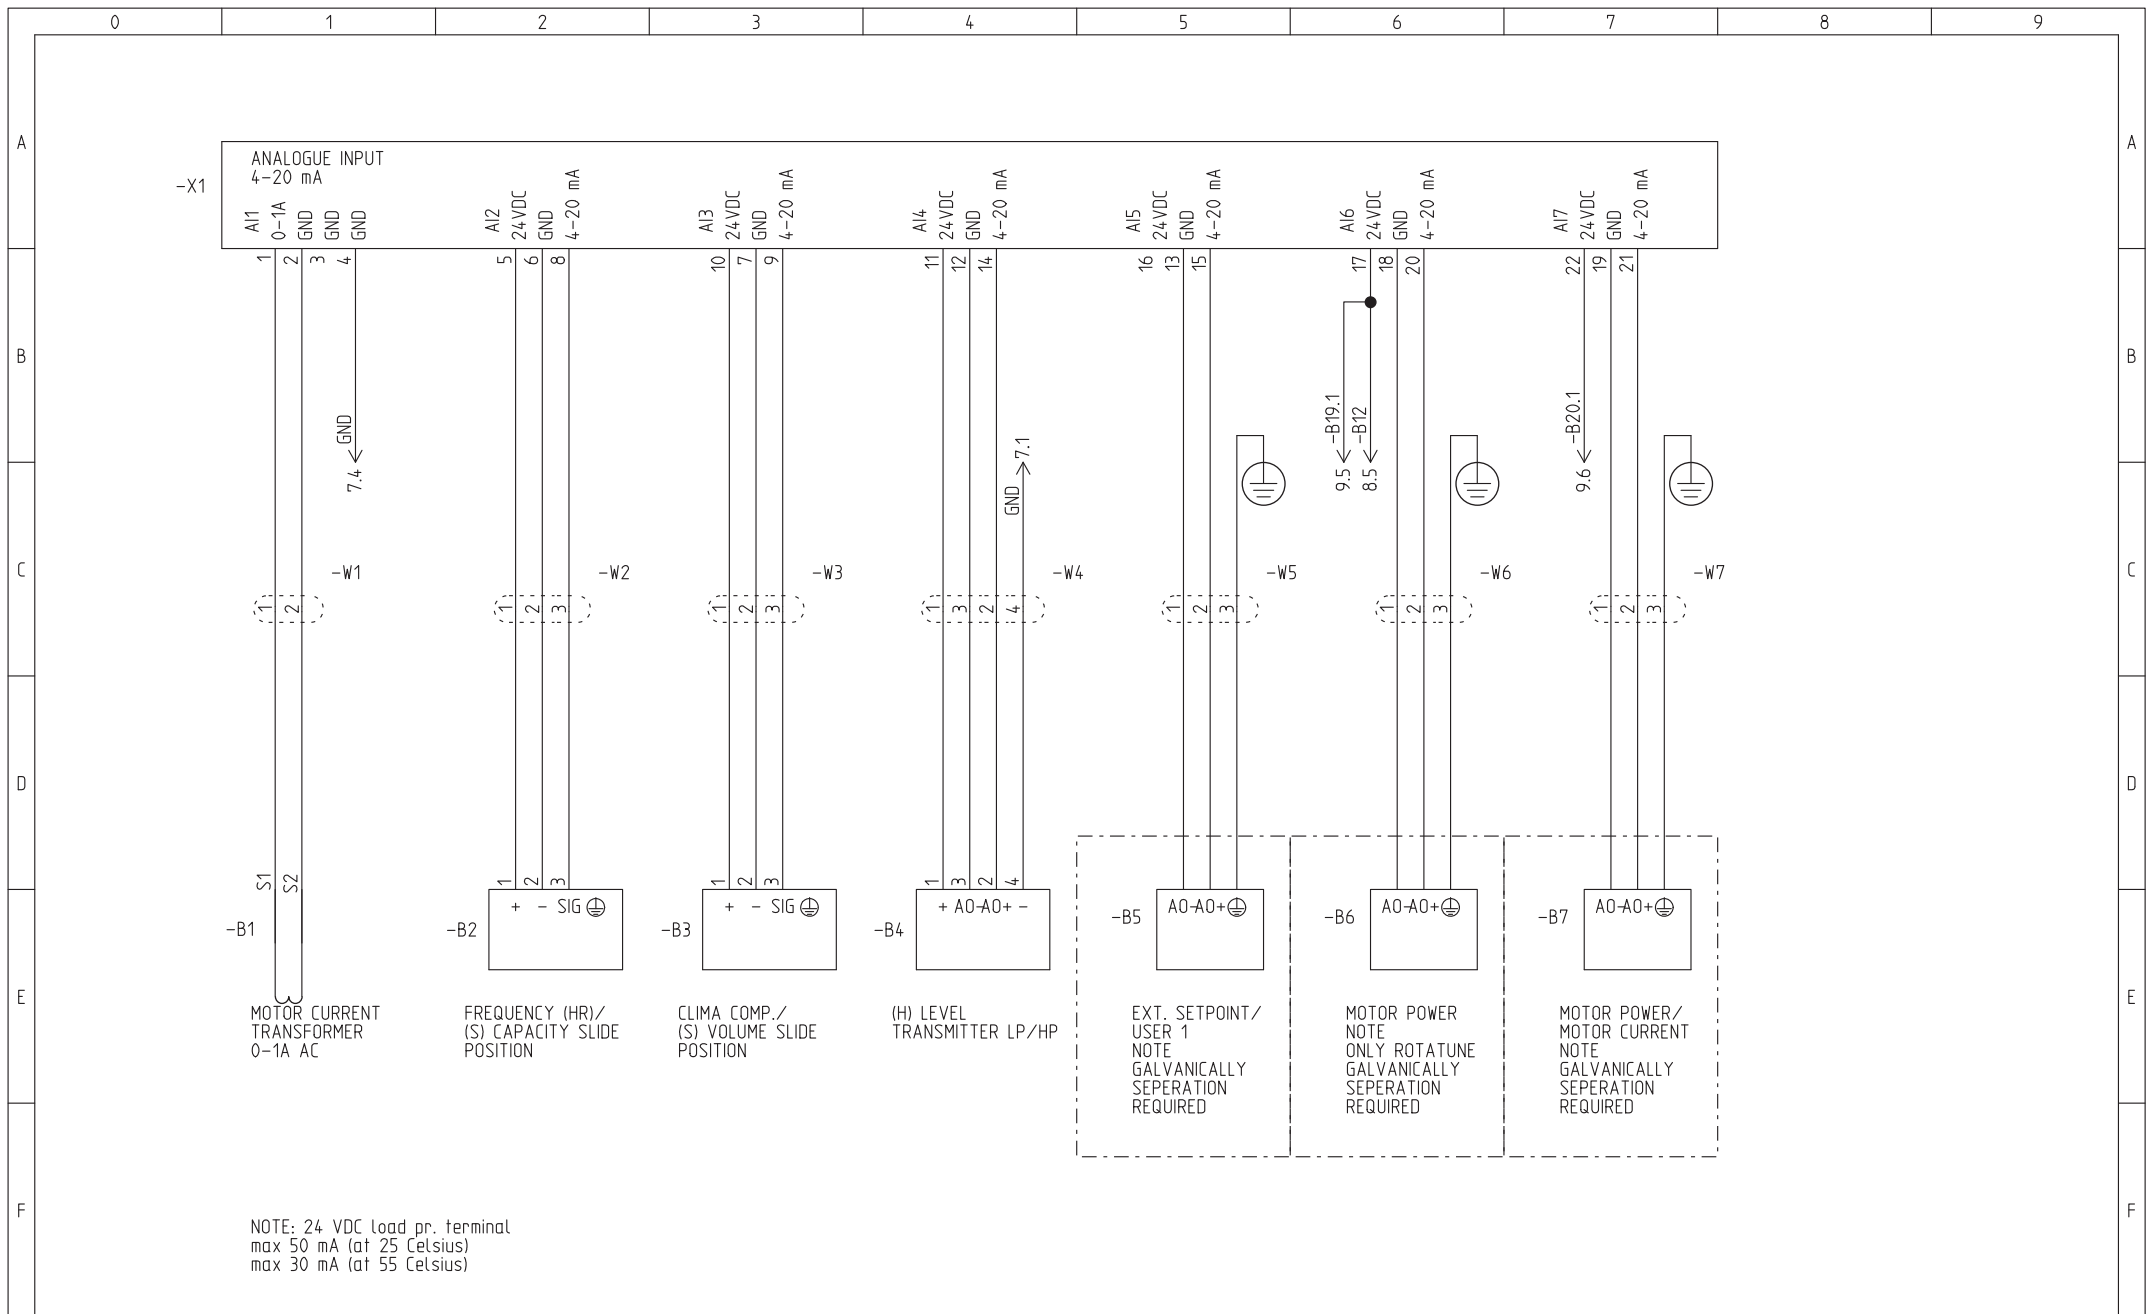 0 1 2 3 4 5 6 7 8 9
A A
ANALOGUE INPUT
4-20 mA
-X1
AI1 0-1A GND GND GND
AI2 24VDC GND 4-20 mA
AI3 24VDC GND 4-20 mA
AI4 24VDC GND 4-20 mA
AI5 24VDC GND 4-20 mA
AI6 24VDC GND 4-20 mA
AI7 24VDC GND 4-20 mA
1 2 3 4 5 6 8 10 7 9 11 12 14 16 13 15 17 18 20 22 19 21
B B
GND
7.4
GND
7.1
-B19.1
9.5
-B12
8.5
-B20.1
9.6
C C
-W1 -W2 -W3 -W4 -W5 -W6 -W7
1 2
1 2 3
1 2 3
1 3 2 4
1 2 3
1 2 3
1 2 3
D D
S1 S2
1 2 3
1 2 3
1 3 2 4
-B1
-B2
+ - SIG
-B3
+ - SIG
-B4
+ AO-AO+ -
-B5
AO-AO+
-B6
AO-AO+
-B7
AO-AO+
E E
MOTOR CURRENT
TRANSFORMER
0-1A AC
FREQUENCY (HR)/
(S) CAPACITY SLIDE
POSITION
CLIMA COMP./
(S) VOLUME SLIDE
POSITION
(H) LEVEL
TRANSMITTER LP/HP
EXT. SETPOINT/
USER 1
NOTE
GALVANICALLY
SEPERATION
REQUIRED
MOTOR POWER
NOTE
ONLY ROTATUNE
GALVANICALLY
SEPERATION
REQUIRED
MOTOR POWER/
MOTOR CURRENT
NOTE
GALVANICALLY
SEPERATION
REQUIRED
F F
NOTE: 24 VDC load pr. terminal
max 50 mA (at 25 Celsius)
max 30 mA (at 55 Celsius)